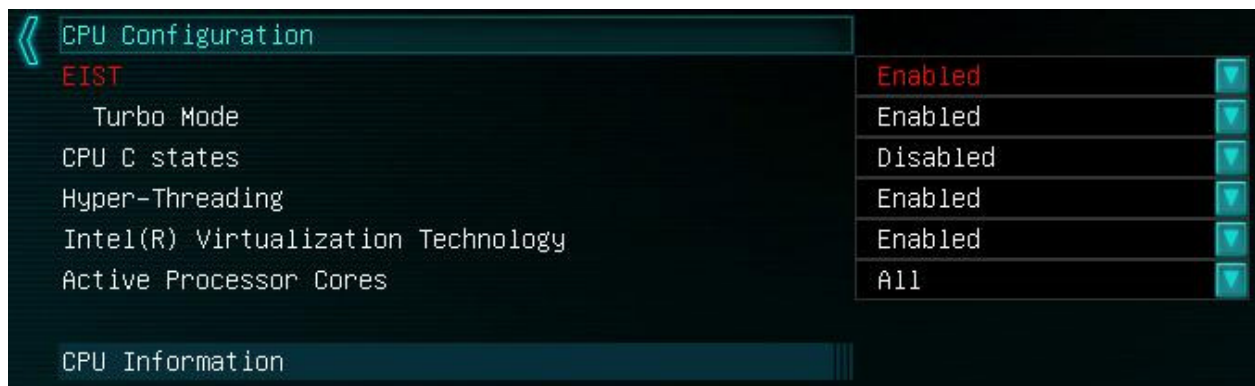 CPU Configuration
EIST Enabled
Turbo Mode Enabled
CPU C states Disabled
Hyper-Threading Enabled
Intel(R) Virtualization Technology Enabled
Active Processor Cores All
CPU Information